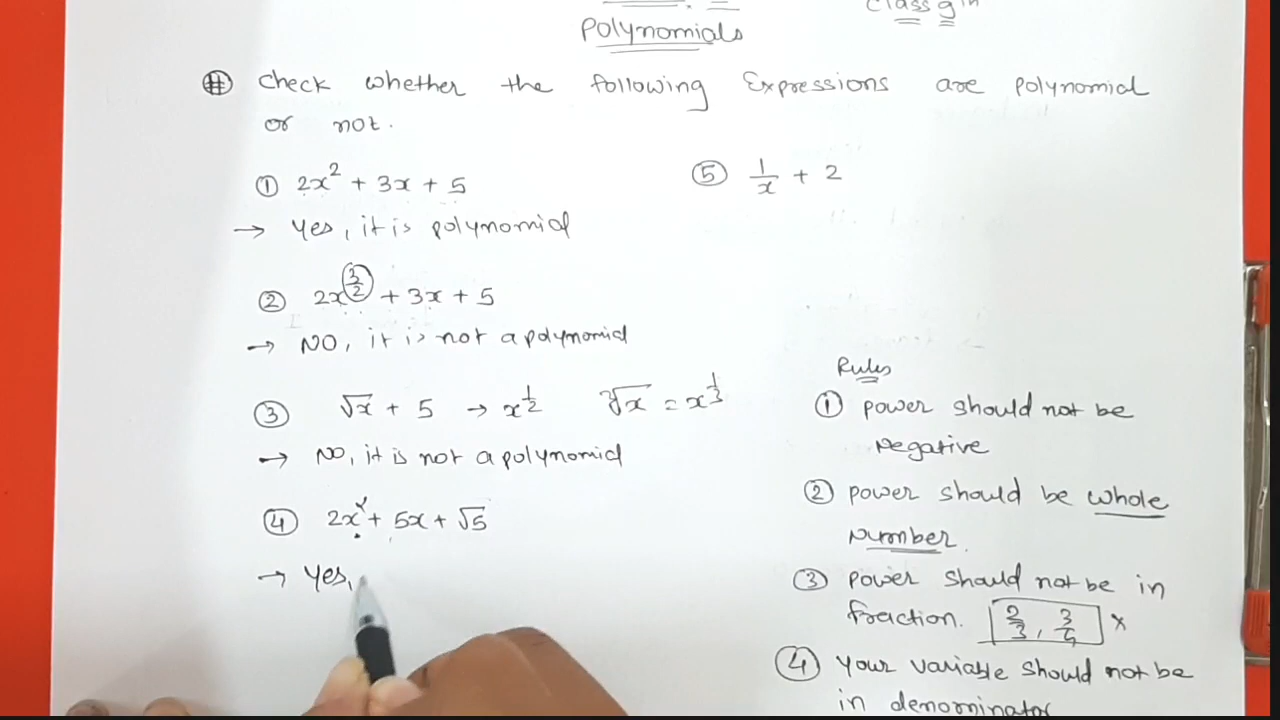 Class 9th
Polynomials
# Check whether the following Expressions are polynomial
or not.
① 2x² + 3x + 5
→ Yes, it is polynomial
② 2x^(3/2) + 3x + 5
→ NO, it is not a polynomial
③ √x + 5 → x^(1/2) ∛x = x^(1/3)
→ NO, it is not a polynomial
④ 2x² + 5x + √5
→ Yes,
⑤ 1/x + 2
Rules
① power should not be
Negative
② power should be whole
Number.
③ power should not be in
fraction. 2/3, 3/4 ×
④ your variable should not be
in denominator